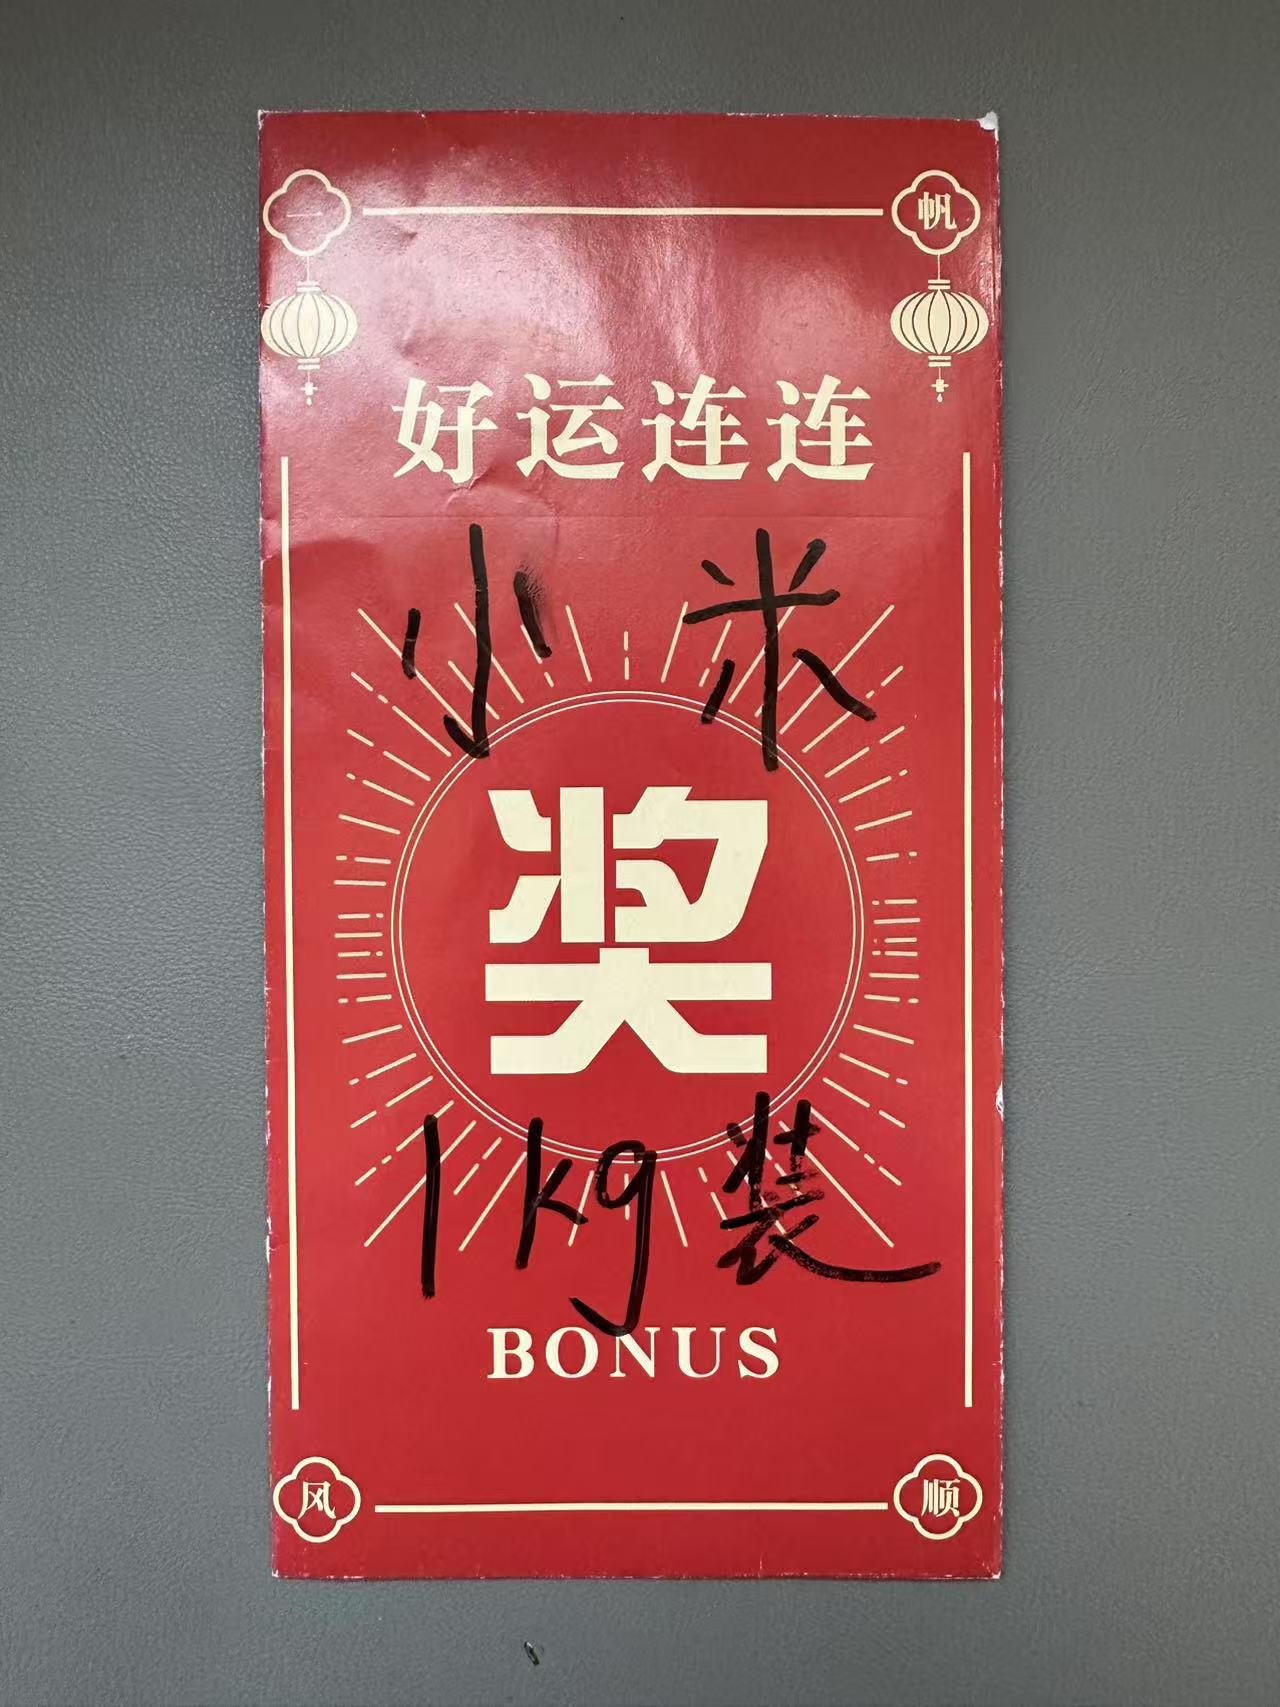 一 帆
好运连连
小米
奖
1kg装
BONUS
风 顺